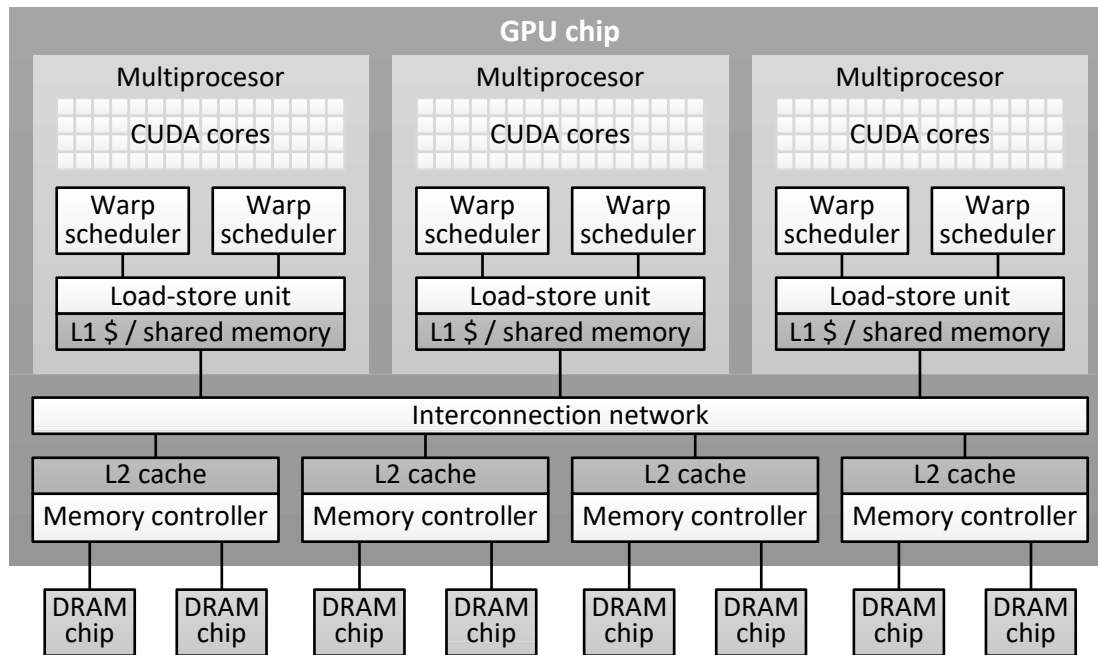 GPU chip
Multiprocesor
Multiprocesor
Multiprocesor
CUDA cores
CUDA cores
CUDA cores
Warp
scheduler
Warp
scheduler
Warp
scheduler
Warp
scheduler
Warp
scheduler
Warp
scheduler
Load-store unit
Load-store unit
Load-store unit
L1 $ / shared memory
L1 $ / shared memory
L1 $ / shared memory
Interconnection network
L2 cache
L2 cache
L2 cache
L2 cache
Memory controller
Memory controller
Memory controller
Memory controller
DRAM
chip
DRAM
chip
DRAM
chip
DRAM
chip
DRAM
chip
DRAM
chip
DRAM
chip
DRAM
chip